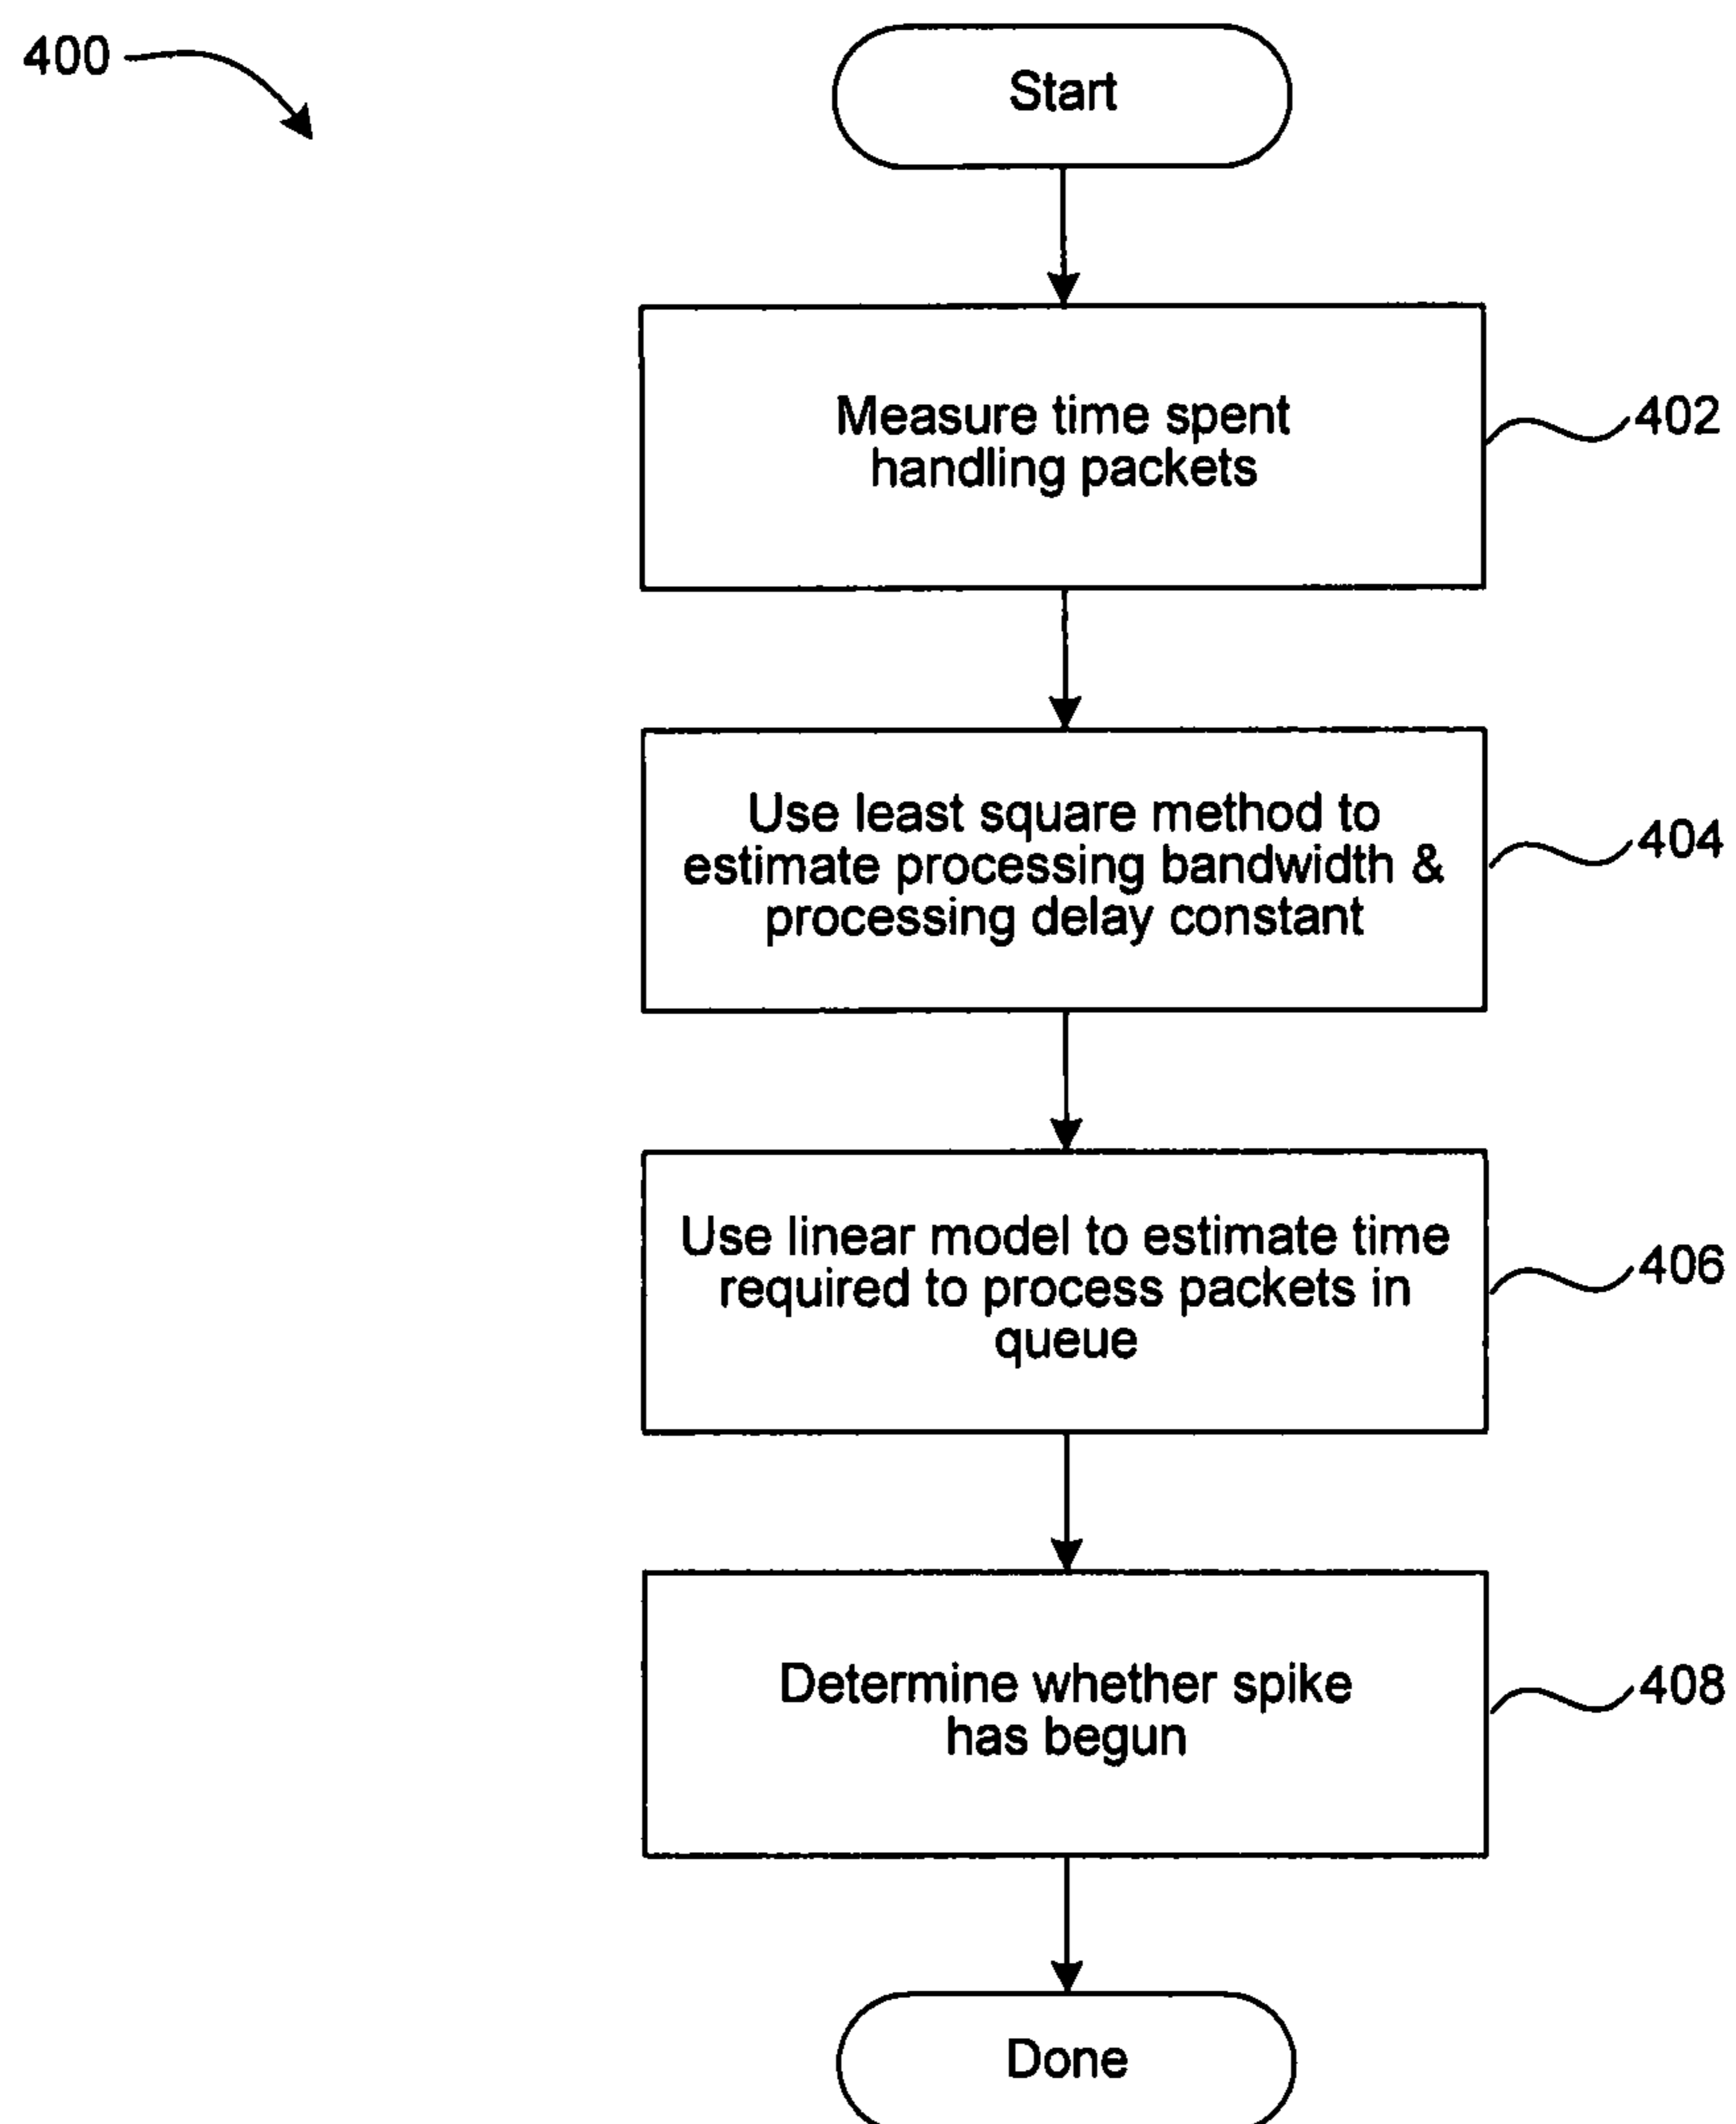 400
Start
Measure time spent
handling packets
402
Use least square method to
estimate processing bandwidth &
processing delay constant
404
Use linear model to estimate time
required to process packets in
queue
406
Determine whether spike
has begun
408
Done